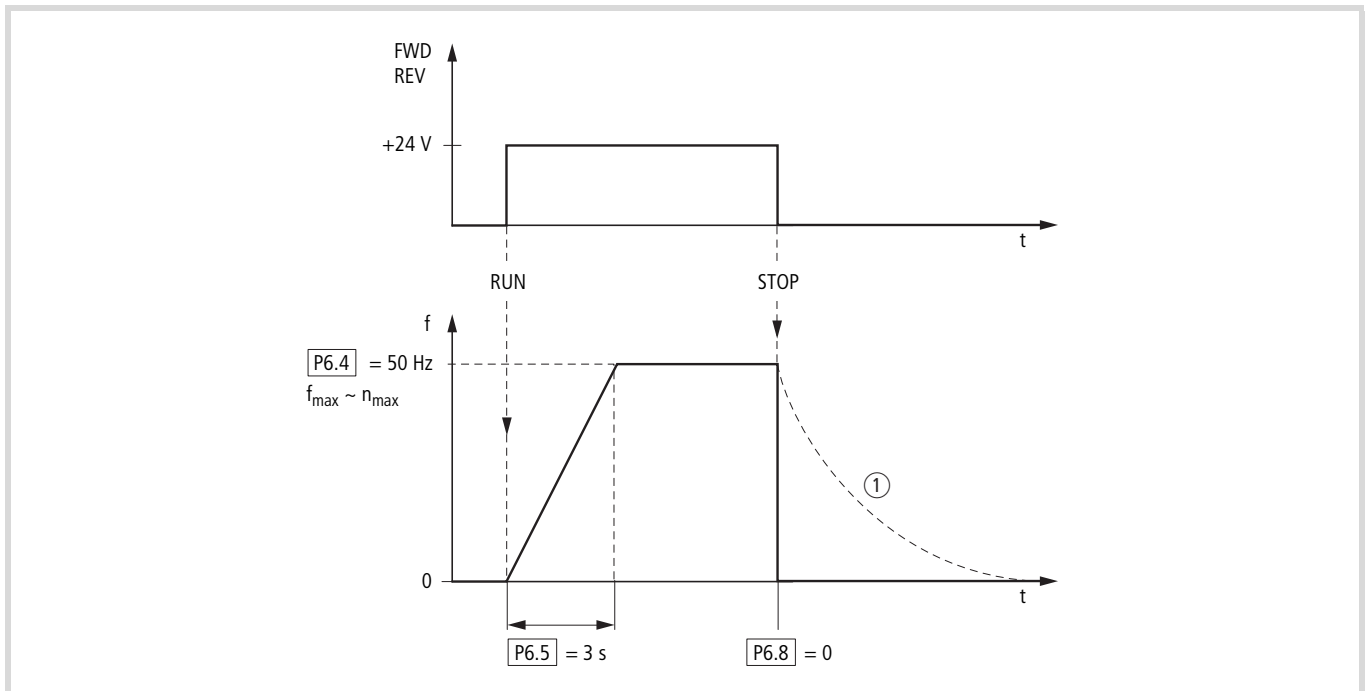 FWD
REV
+24 V
t
RUN
STOP
f
P6.4 = 50 Hz
fmax ~ nmax
1
0
t
P6.5 = 3 s
P6.8 = 0